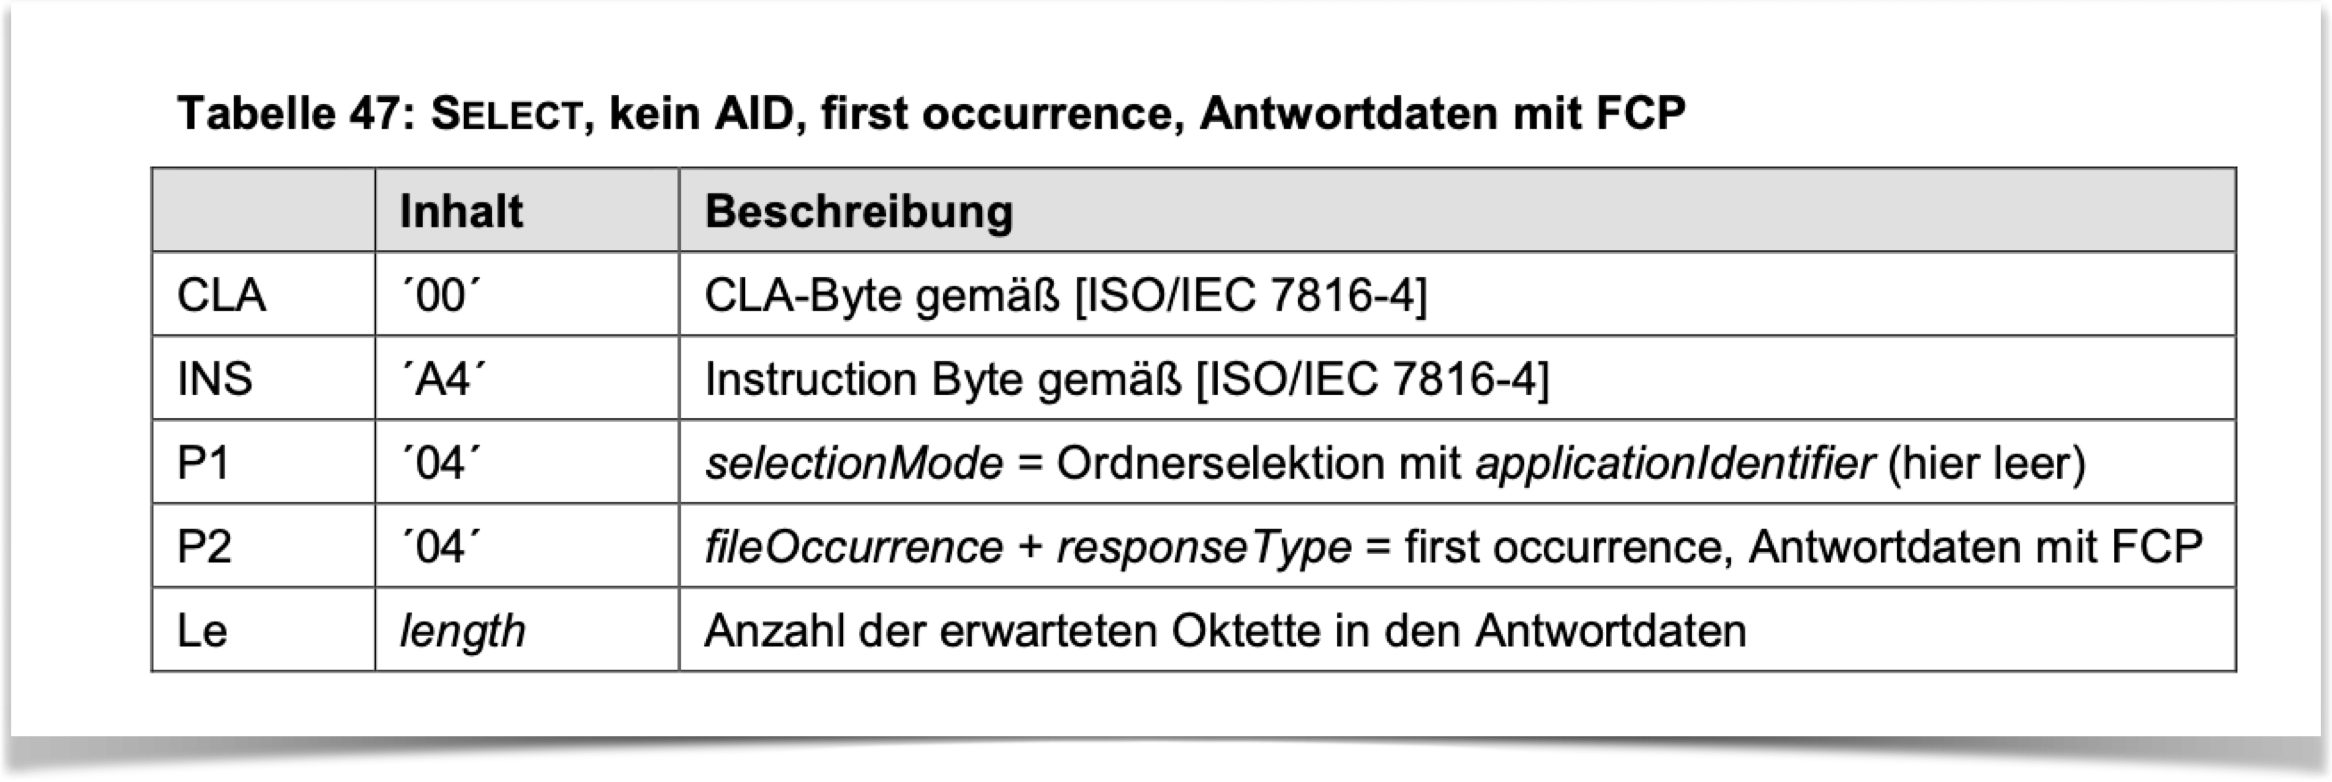 Tabelle 47: SELECT, kein AID, first occurrence, Antwortdaten mit FCP
Inhalt Beschreibung
CLA ´00´ CLA-Byte gemäß [ISO/IEC 7816-4]
INS ´A4´ Instruction Byte gemäß [ISO/IEC 7816-4]
P1 ´04´ selectionMode = Ordnerselektion mit applicationIdentifier (hier leer)
P2 ´04´ fileOccurrence + responseType = first occurrence, Antwortdaten mit FCP
Le length Anzahl der erwarteten Oktette in den Antwortdaten